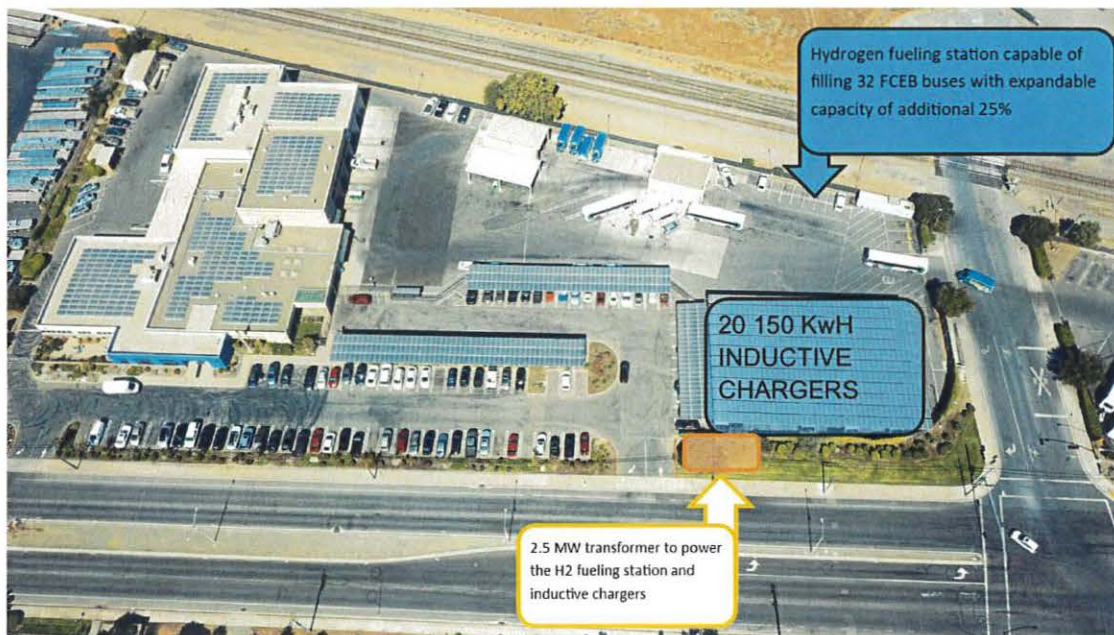 Hydrogen fueling station capable of
filling 32 FCEB buses with expandable
capacity of additional 25%
20 150 KwH
INDUCTIVE
CHARGERS
2.5 MW transformer to power
the H2 fueling station and
inductive chargers